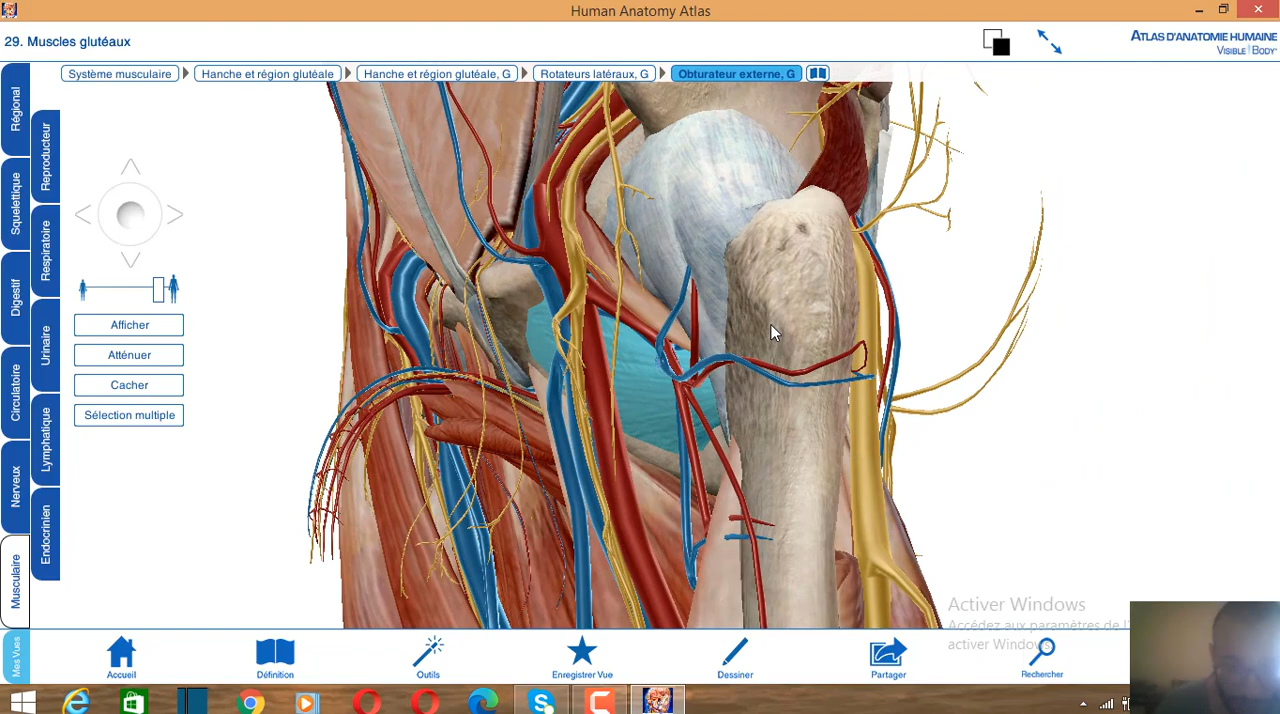 Human Anatomy Atlas
29. Muscles glutéaux
ATLAS D'ANATOMIE HUMAINE
VISIBLE BODY
Système musculaire
Hanche et région glutéale
Hanche et région glutéale, G
Rotateurs latéraux, G
Obturateur externe, G
Régional
Squelettique
Digestif
Circulatoire
Nerveux
Musculaire
Mes Vues
Reproducteur
Respiratoire
Urinaire
Lymphatique
Endocrinien
Afficher
Atténuer
Cacher
Sélection multiple
Activer Windows
Accédez aux paramètres de l'
activer Windows
Accueil
Définition
Outils
Enregistrer Vue
Dessiner
Partager
Rechercher